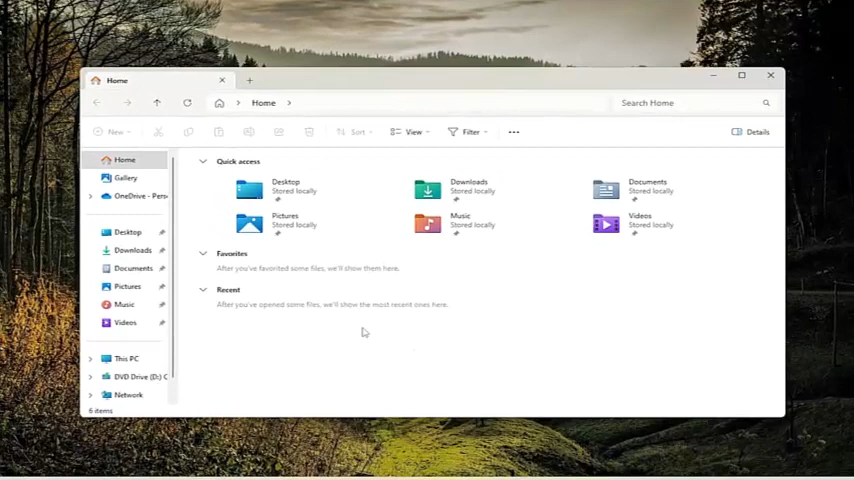 Home
Home
Search Home
New
Sort
View
Filter
Details
Home
Gallery
OneDrive - Pers
Desktop
Downloads
Documents
Pictures
Music
Videos
This PC
DVD Drive (D:) C
Network
6 items
Quick access
Desktop
Stored locally
Downloads
Stored locally
Documents
Stored locally
Pictures
Stored locally
Music
Stored locally
Videos
Stored locally
Favorites
After you've favorited some files, we'll show them here.
Recent
After you've opened some files, we'll show the most recent ones here.